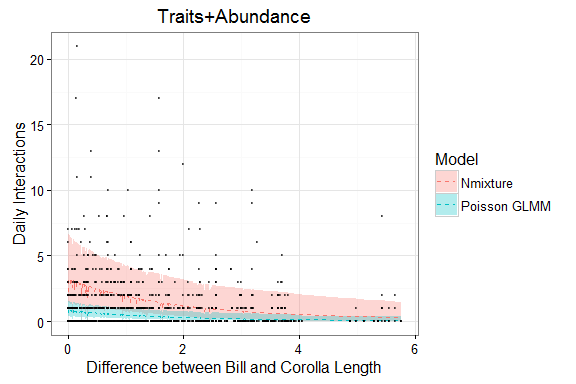 Traits+Abundance
20
15
10
5
0
Daily Interactions
0
2
4
6
Difference between Bill and Corolla Length
Model
Nmixture
Poisson GLMM